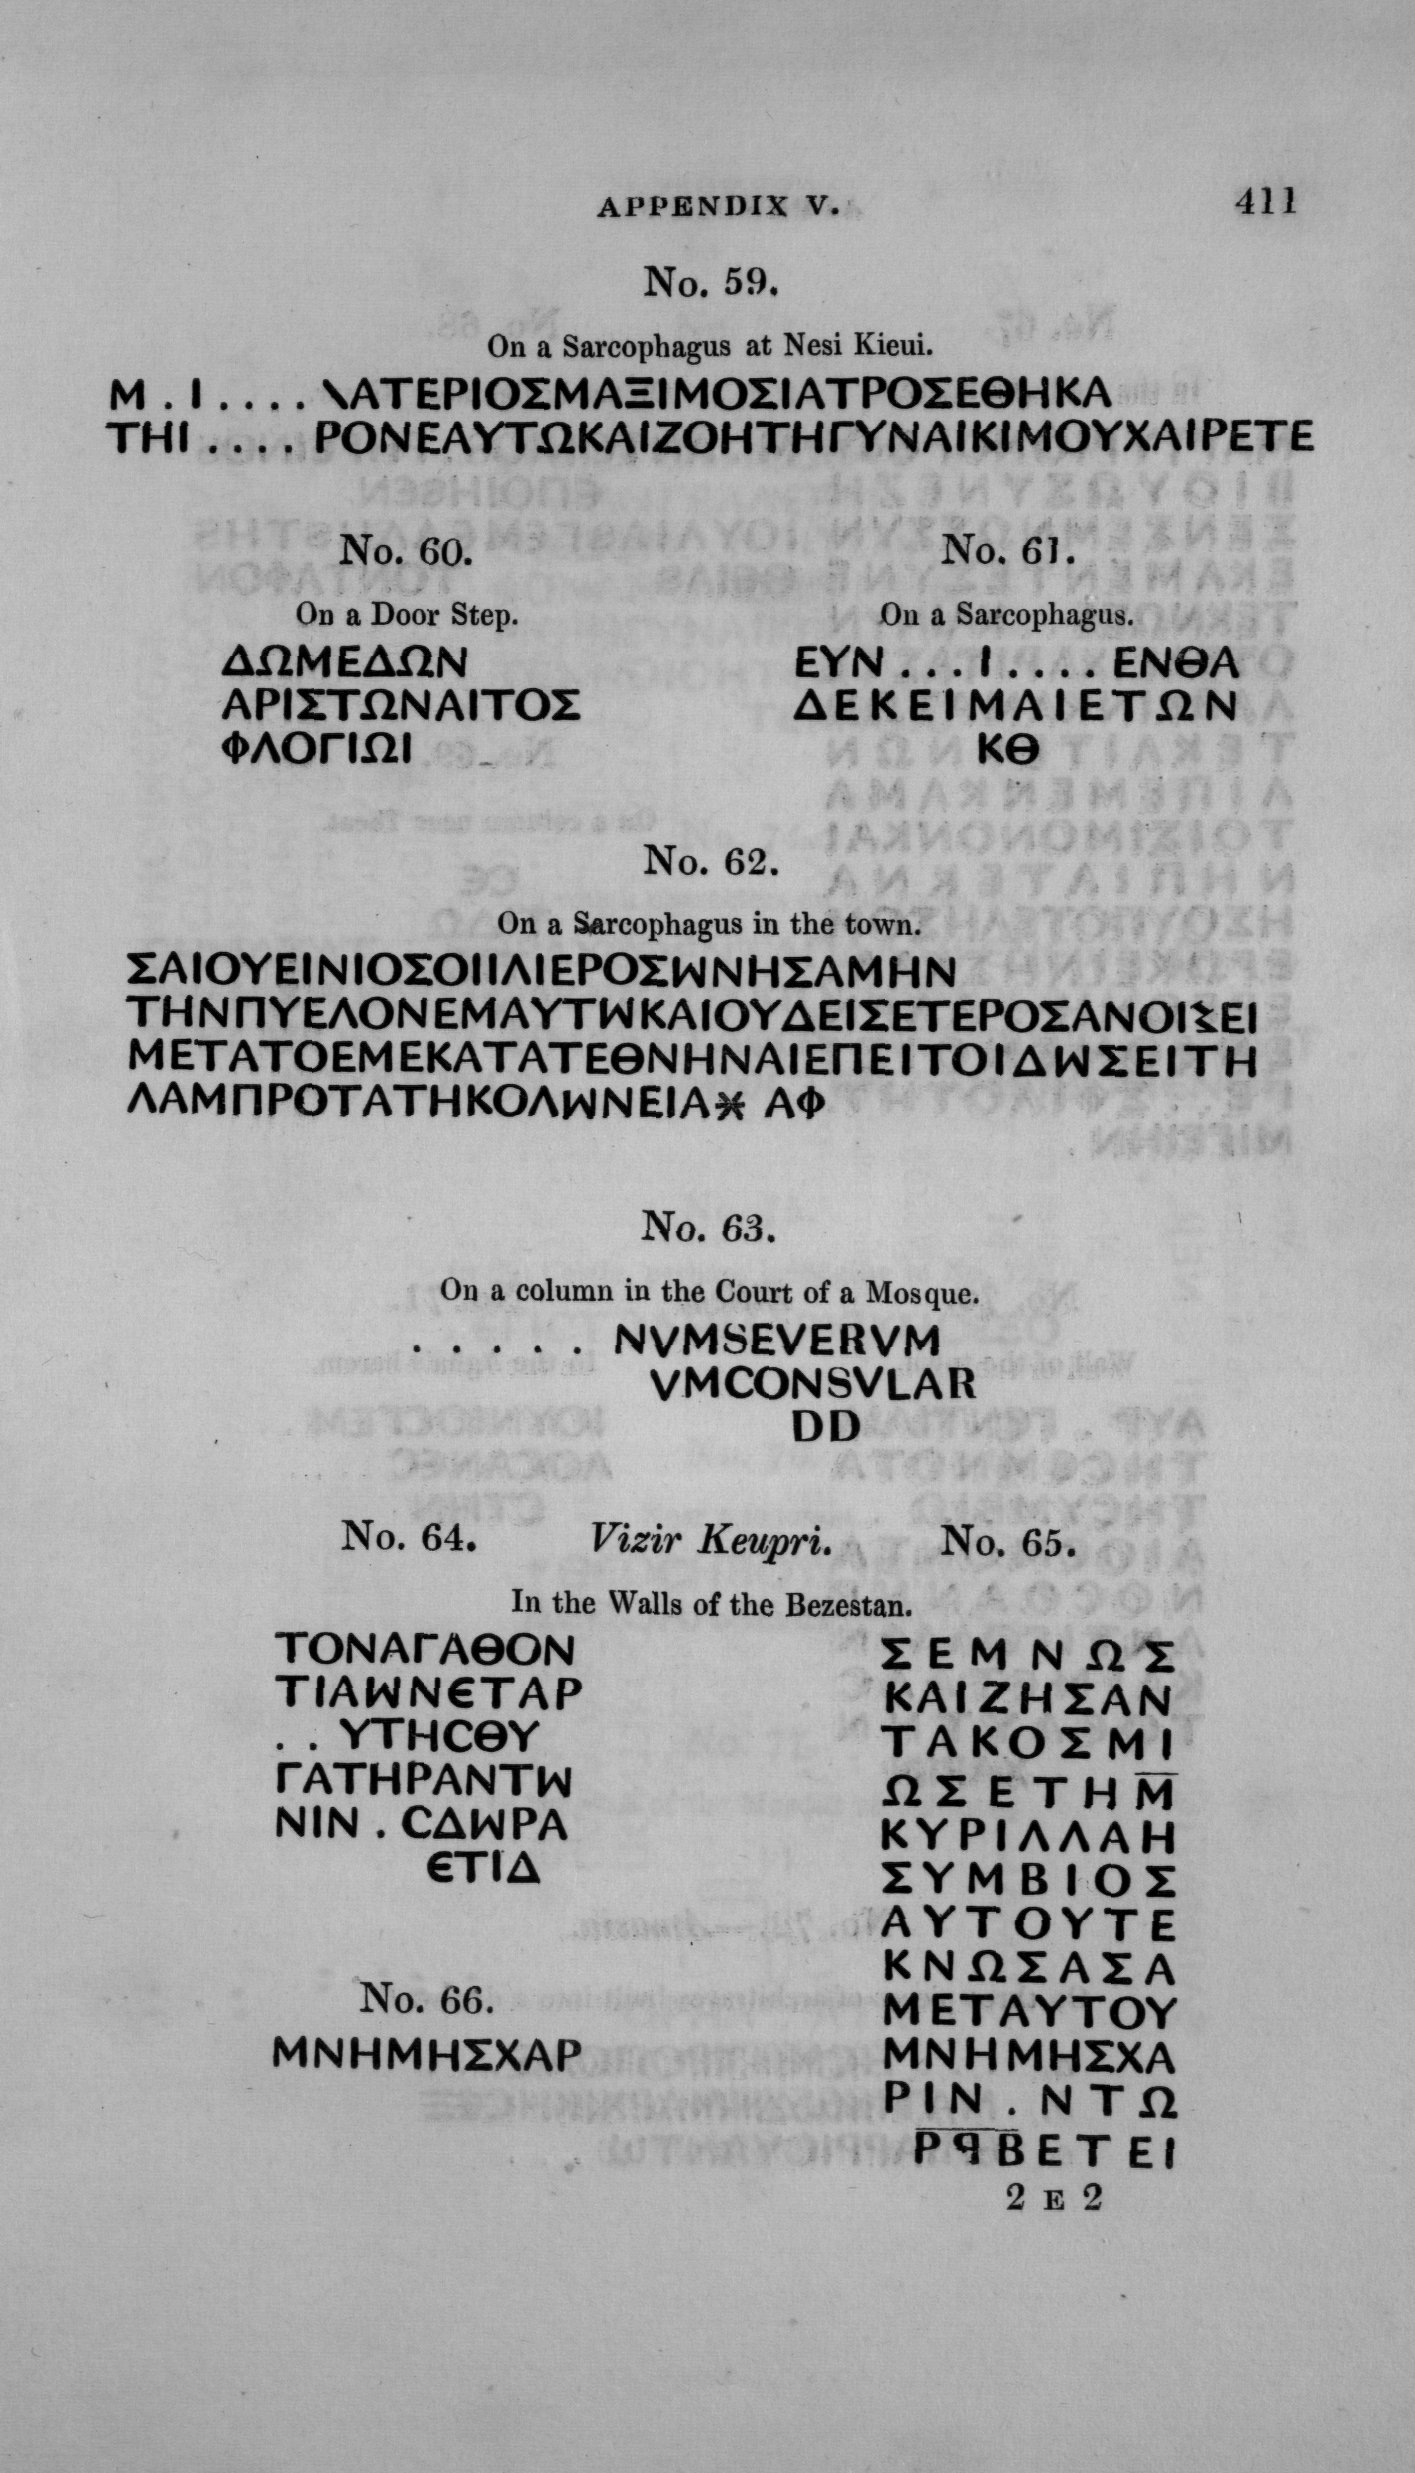 APPENDIX V. 411
No. 59.
On a Sarcophagus at Nesi Kieui.
Μ . Ι . . . . \ΑΤΕΡΙΟΣΜΑΞΙΜΟΣΙΑΤΡΟΣΕΘΗΚΑ
ΤΗΙ . . . . ΡΟΝΕΑΥΤΩΚΑΙΖΟΗΤΗΓΥΝΑΙΚΙΜΟΥΧΑΙΡΕΤΕ
No. 60.
On a Door Step.
ΔΩΜΕΔΩΝ
ΑΡΙΣΤΩΝΑΙΤΟΣ
ΦΛΟΓΙΩΙ
No. 61.
On a Sarcophagus.
ΕΥΝ . . . Ι . . . . ΕΝΘΑ
ΔΕΚΕΙΜΑΙΕΤΩΝ
ΚΘ
No. 62.
On a Sarcophagus in the town.
ΣΑΙΟΥΕΙΝΙΟΣΟΙΙΛΙΕΡΟΣWΝΗΣΑΜΗΝ
ΤΗΝΠΥΕΛΟΝΕΜΑΥΤWΚΑΙΟΥΔΕΙΣΕΤΕΡΟΣΑΝΟΙΞΕΙ
ΜΕΤΑΤΟΕΜΕΚΑΤΑΤΕΘΝΗΝΑΙΕΠΕΙΤΟΙΔWΣΕΙΤΗ
ΛΑΜΠΡΟΤΑΤΗΚΟΛWΝΕΙΑ✻ ΑΦ
No. 63.
On a column in the Court of a Mosque.
. . . . . NVMSEVERVM
VMCONSVLAR
DD
No. 64. Vizir Keupri. No. 65.
In the Walls of the Bezestan.
ΤΟΝΑΓΑΘΟΝ
ΤΙΑWΝЄΤΑΡ
. . ΥΤΗCΘΥ
ΓΑΤΗΡΑΝΤW
ΝΙΝ . CΔWΡΑ
ЄΤΙΔ
No. 66.
ΜΝΗΜΗΣΧΑΡ
ΣΕΜΝΩΣ
ΚΑΙΖΗΣΑΝ
ΤΑΚΟΣΜΙ
ΩΣΕΤΗΜ̅
ΚΥΡΙΛΛΑΗ
ΣΥΜΒΙΟΣ
ΑΥΤΟΥΤΕ
ΚΝΩΣΑΣΑ
ΜΕΤΑΥΤΟΥ
ΜΝΗΜΗΣΧΑ
ΡΙΝ . ΝΤΩ
Ρ̅ϥ̅Β̅ΕΤΕΙ
2 E 2